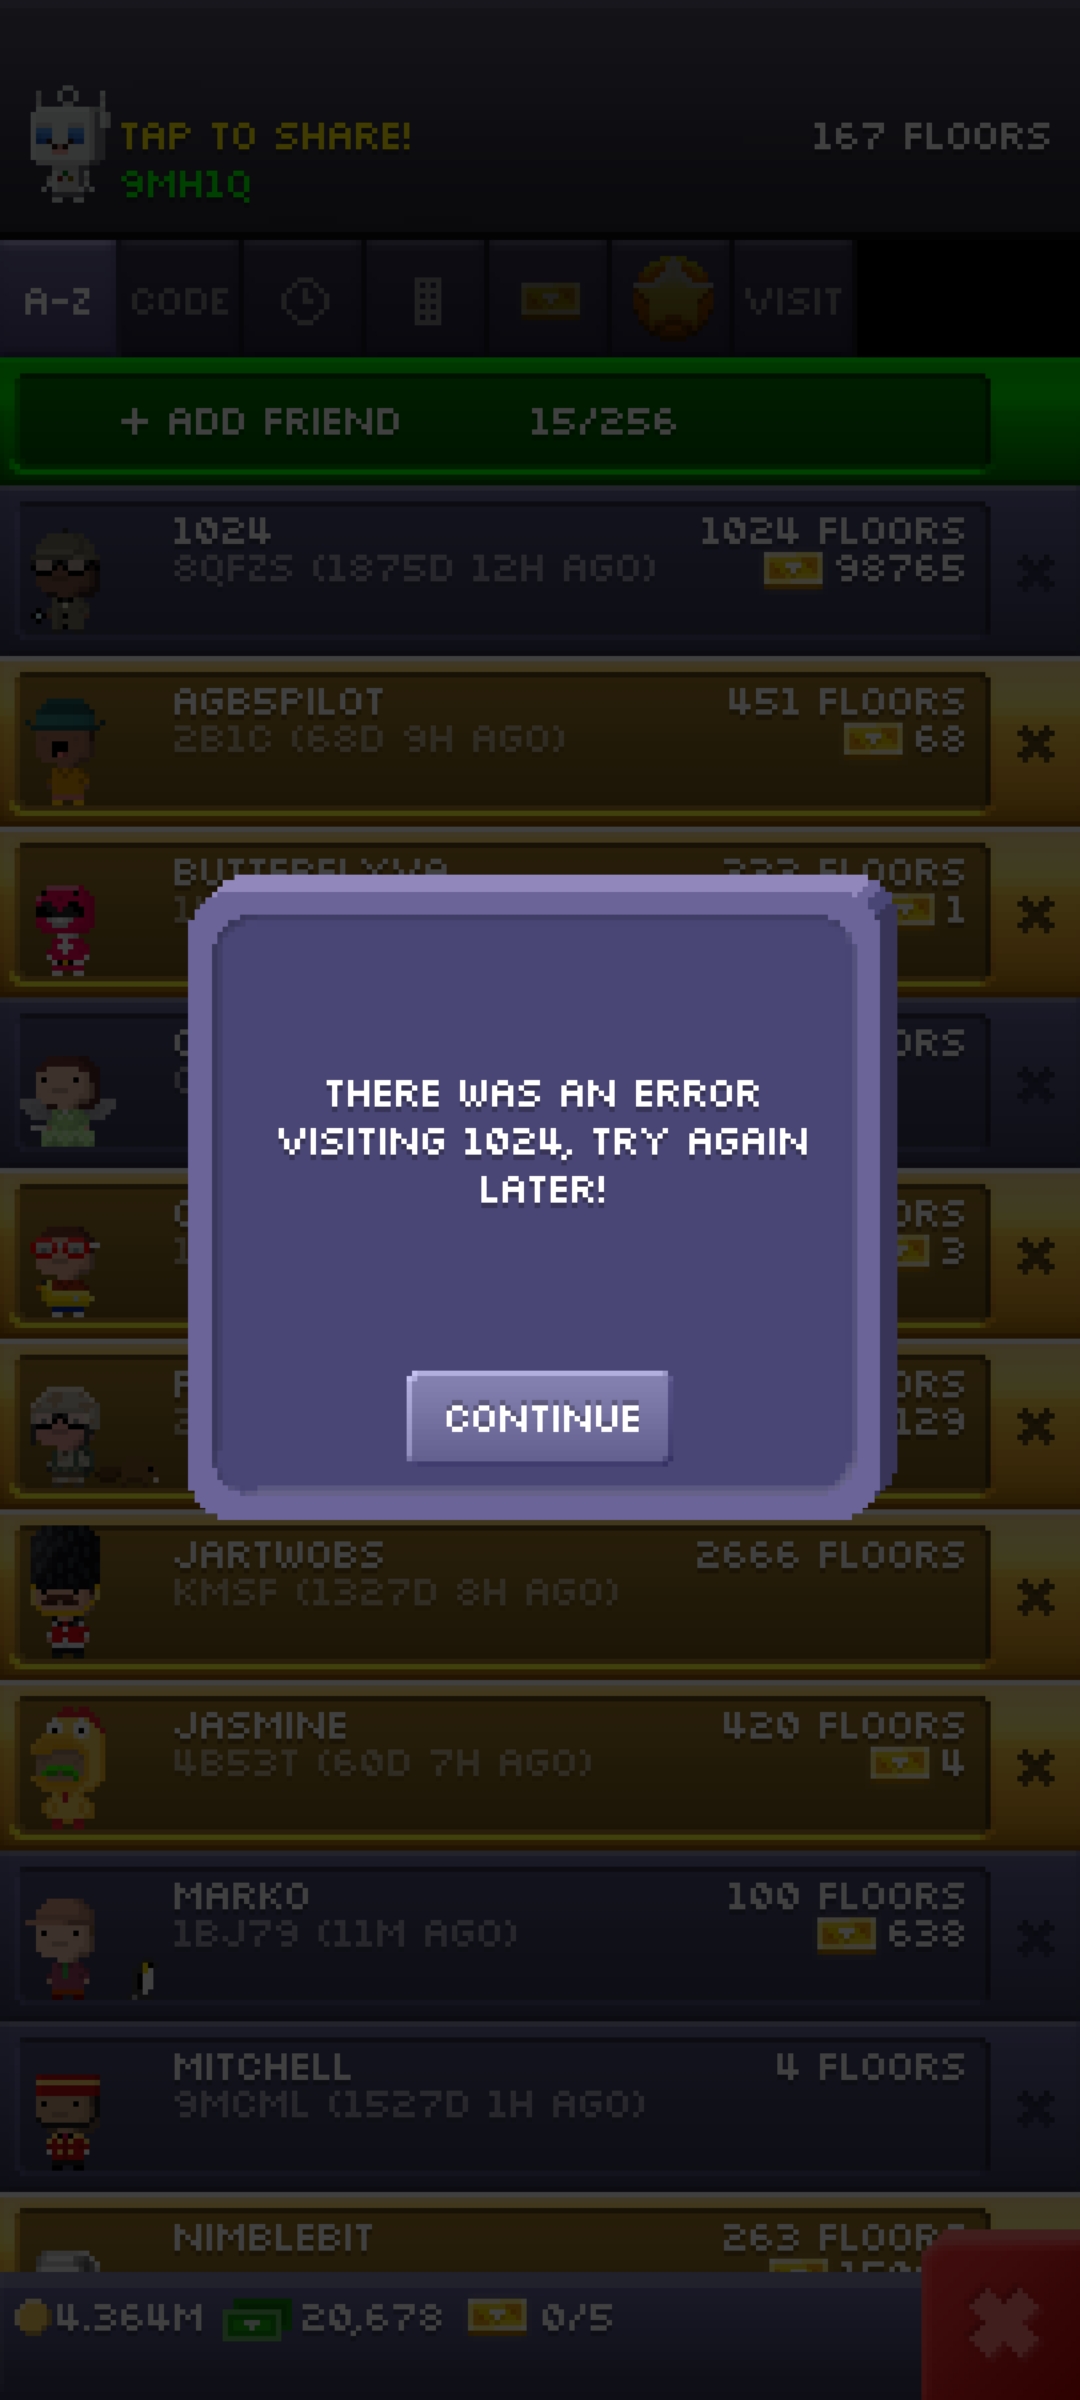 TAP TO SHARE!
167 FLOORS
9MH1Q
A-Z
CODE
VISIT
+ ADD FRIEND 15/256
1024
1024 FLOORS
8QFZS (1875D 12H AGO)
98765
AGB5PILOT
451 FLOORS
2B1C (68D 9H AGO)
68
FLOORS
1
THERE WAS AN ERROR
VISITING 1024, TRY AGAIN
LATER!
3
129
CONTINUE
JARTWOBS
2666 FLOORS
KMSF (1327D 8H AGO)
JASMINE
420 FLOORS
4B53T (60D 7H AGO)
4
MARKO
100 FLOORS
1BJ79 (11M AGO)
638
MITCHELL
4 FLOORS
9MCML (1527D 1H AGO)
NIMBLEBIT
263 FLOORS
4.364M
20,678
0/5